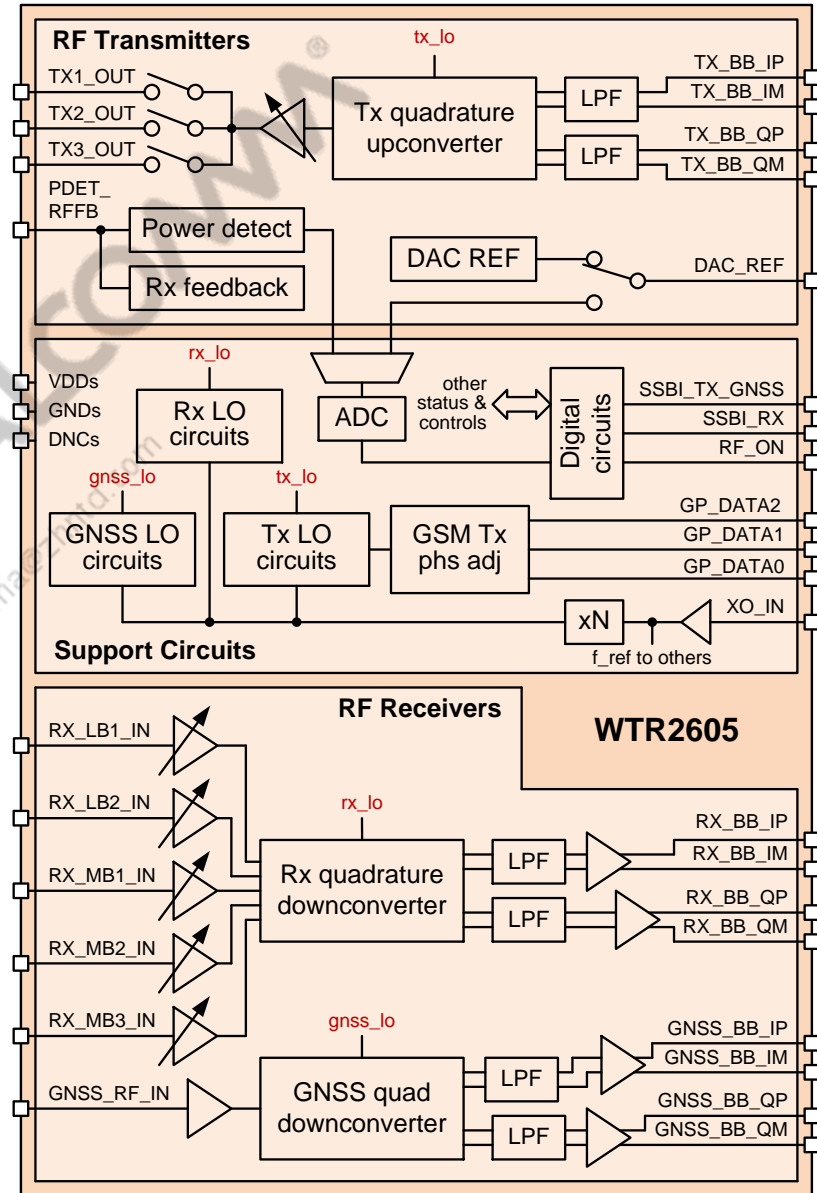 RF Transmitters
tx_lo
TX1_OUT
TX2_OUT
TX3_OUT
Tx quadrature
upconverter
LPF
LPF
TX_BB_IP
TX_BB_IM
TX_BB_QP
TX_BB_QM
PDET_
RFFB
Power detect
Rx feedback
DAC REF
DAC_REF
VDDs
GNDs
DNCs
rx_lo
Rx LO
circuits
ADC
other
status &
controls
Digital
circuits
SSBI_TX_GNSS
SSBI_RX
RF_ON
gnss_lo
GNSS LO
circuits
tx_lo
Tx LO
circuits
GSM Tx
phs adj
GP_DATA2
GP_DATA1
GP_DATA0
xN
XO_IN
f_ref to others
Support Circuits
RF Receivers
WTR2605
RX_LB1_IN
RX_LB2_IN
RX_MB1_IN
RX_MB2_IN
RX_MB3_IN
rx_lo
Rx quadrature
downconverter
LPF
LPF
RX_BB_IP
RX_BB_IM
RX_BB_QP
RX_BB_QM
GNSS_RF_IN
gnss_lo
GNSS quad
downconverter
LPF
LPF
GNSS_BB_IP
GNSS_BB_IM
GNSS_BB_QP
GNSS_BB_QM